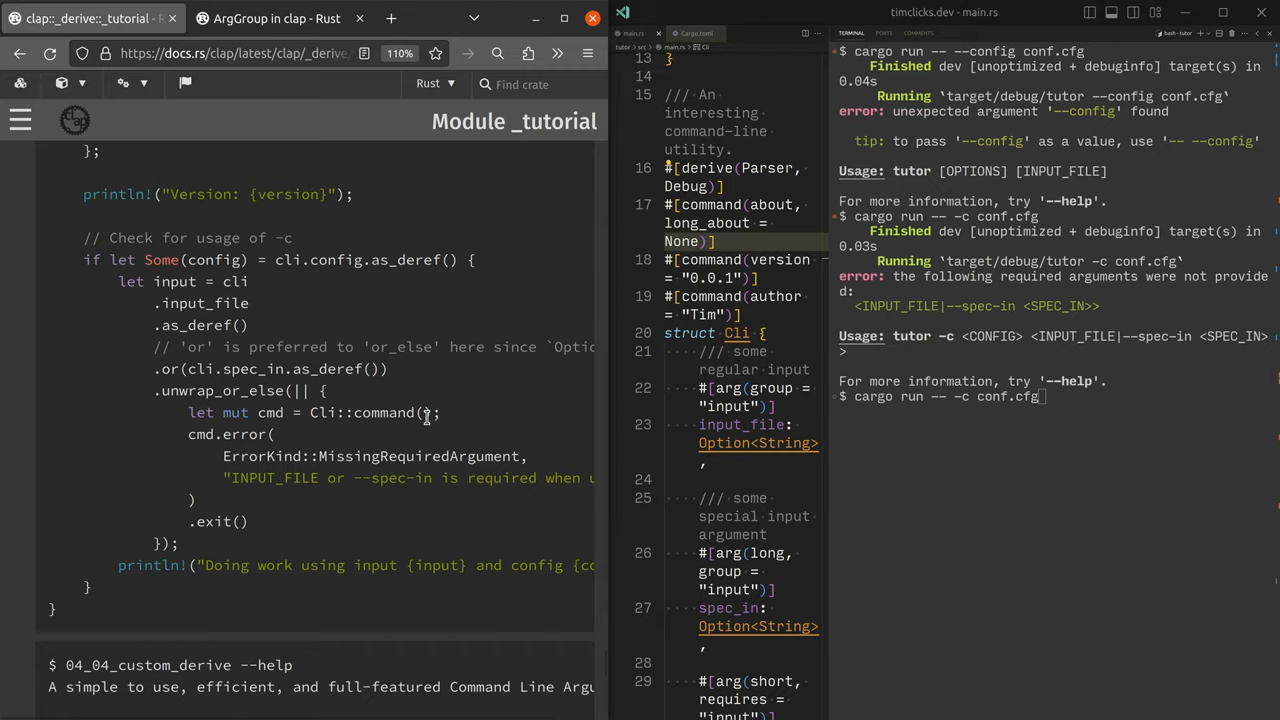 clap::_derive::_tutorial -
ArgGroup in clap - Rust
https://docs.rs/clap/latest/clap/_derive
110%
Rust
Find crate
Module _tutorial
};
println!("Version: {version}");
// Check for usage of -c
if let Some(config) = cli.config.as_deref() {
let input = cli
.input_file
.as_deref()
// 'or' is preferred to 'or_else' here since `Optic
.or(cli.spec_in.as_deref())
.unwrap_or_else(|| {
let mut cmd = Cli::command();
cmd.error(
ErrorKind::MissingRequiredArgument,
"INPUT_FILE or --spec-in is required when u
)
.exit()
});
println!("Doing work using input {input} and config {co
}
}
$ 04_04_custom_derive --help
A simple to use, efficient, and full-featured Command Line Argu
timclicks.dev - main.rs
main.rs
Cargo.toml
tutor > src > main.rs > Cli
13 }
14
15 /// An
interesting
command-line
utility.
16 #[derive(Parser,
Debug)]
17 #[command(about,
long_about =
None)]
18 #[command(version
= "0.0.1")]
19 #[command(author
= "Tim")]
20 struct Cli {
21 /// some
regular input
22 #[arg(group =
"input")]
23 input_file:
Option<String>
,
24
25 /// some
special input
argument
26 #[arg(long,
group =
"input")]
27 spec_in:
Option<String>
,
28
29 #[arg(short,
requires =
"input")]
TERMINAL PORTS COMMENTS
bash - tutor
$ cargo run -- --config conf.cfg
Finished dev [unoptimized + debuginfo] target(s) in
0.04s
Running `target/debug/tutor --config conf.cfg`
error: unexpected argument '--config' found
tip: to pass '--config' as a value, use '-- --config'
Usage: tutor [OPTIONS] [INPUT_FILE]
For more information, try '--help'.
$ cargo run -- -c conf.cfg
Finished dev [unoptimized + debuginfo] target(s) in
0.03s
Running `target/debug/tutor -c conf.cfg`
error: the following required arguments were not provide
d:
<INPUT_FILE|--spec-in <SPEC_IN>>
Usage: tutor -c <CONFIG> <INPUT_FILE|--spec-in <SPEC_IN>
>
For more information, try '--help'.
$ cargo run -- -c conf.cfg